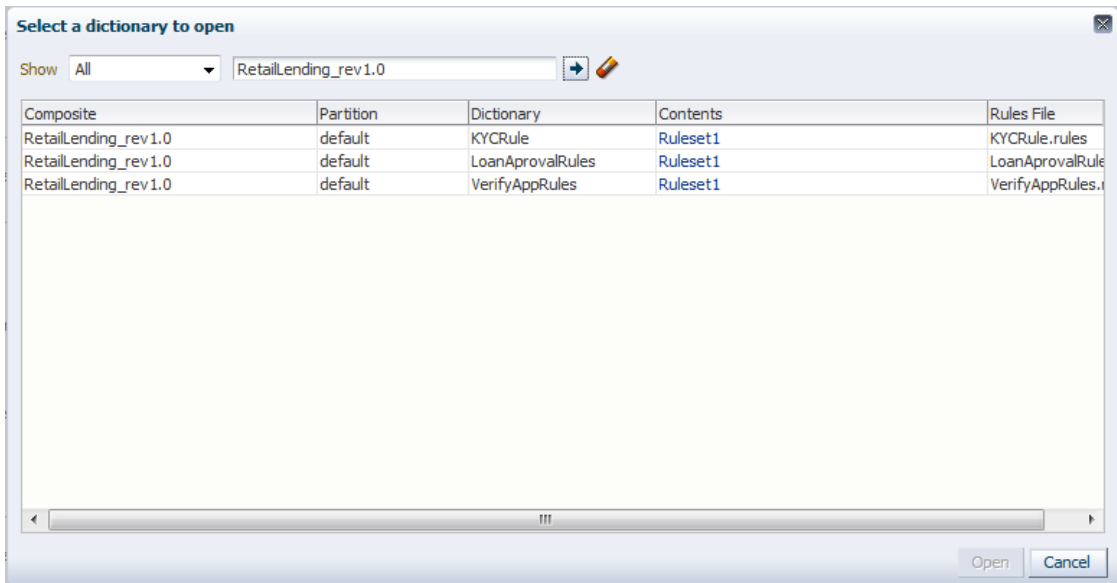 Select a dictionary to open
Show All RetailLending_rev1.0
Composite Partition Dictionary Contents Rules File
RetailLending_rev1.0 default KYCRule Ruleset1 KYCRule.rules
RetailLending_rev1.0 default LoanAprovalRules Ruleset1 LoanAprovalRule
RetailLending_rev1.0 default VerifyAppRules Ruleset1 VerifyAppRules.r
Open Cancel